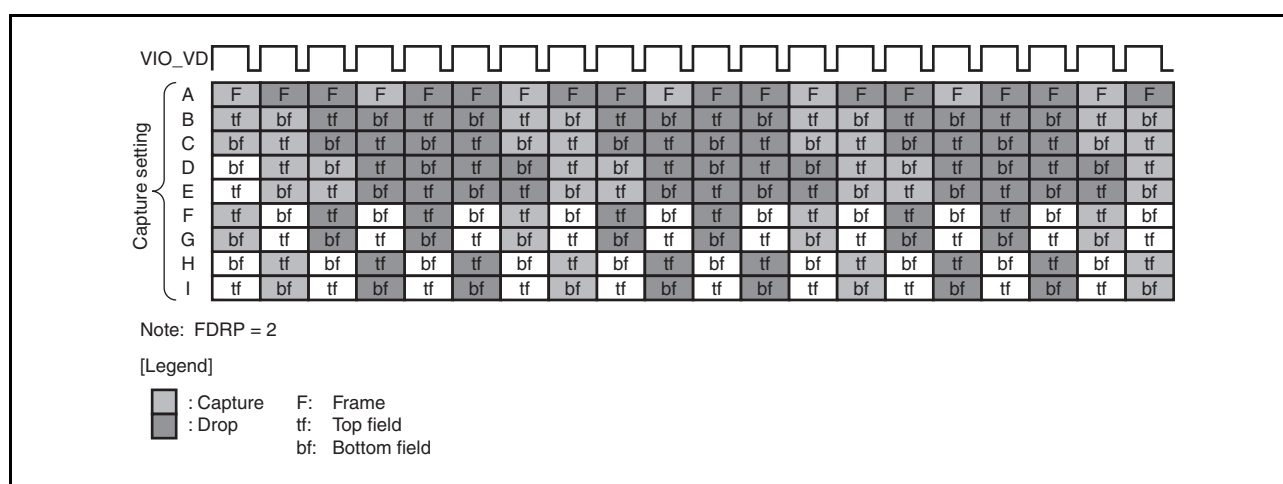 VIO_VD
Capture setting
A F F F F F F F F F F F F F F F F F F F F
B tf bf tf bf tf bf tf bf tf bf tf bf tf bf tf bf tf bf tf bf
C bf tf bf tf bf tf bf tf bf tf bf tf bf tf bf tf bf tf bf tf
D bf tf bf tf bf tf bf tf bf tf bf tf bf tf bf tf bf tf bf tf
E tf bf tf bf tf bf tf bf tf bf tf bf tf bf tf bf tf bf tf bf
F tf bf tf bf tf bf tf bf tf bf tf bf tf bf tf bf tf bf tf bf
G bf tf bf tf bf tf bf tf bf tf bf tf bf tf bf tf bf tf bf tf
H bf tf bf tf bf tf bf tf bf tf bf tf bf tf bf tf bf tf bf tf
I tf bf tf bf tf bf tf bf tf bf tf bf tf bf tf bf tf bf tf bf
Note: FDRP = 2
[Legend]
: Capture F: Frame
: Drop tf: Top field
bf: Bottom field